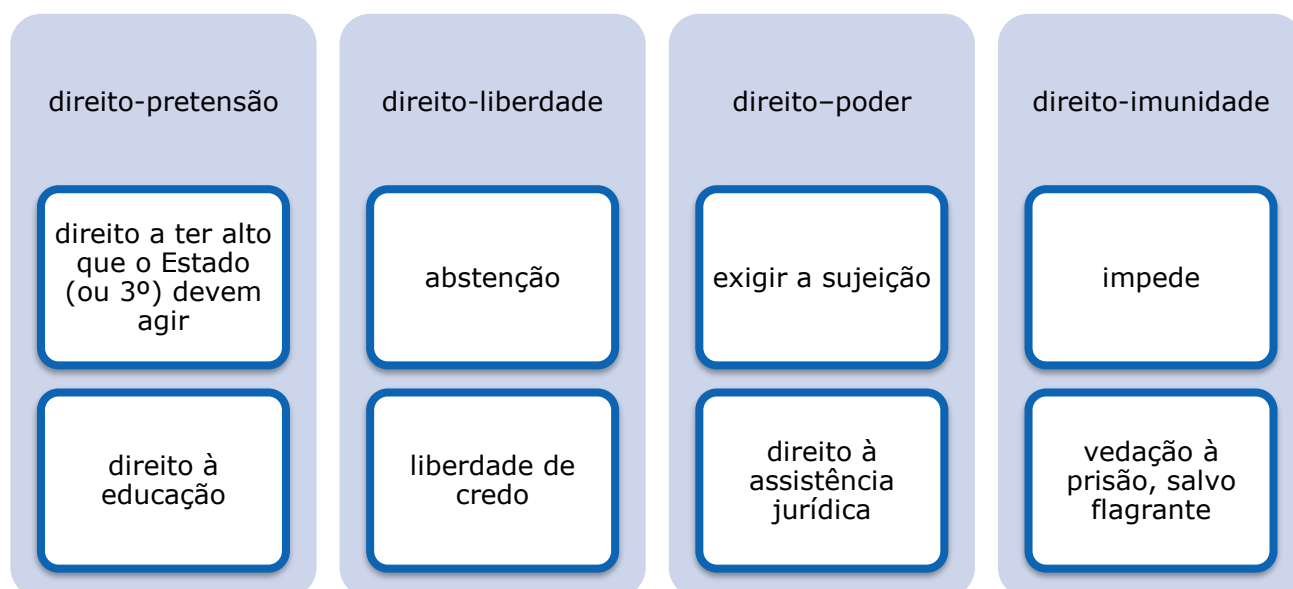 direito-pretensão
direito a ter alto
que o Estado
(ou 3º) devem
agir
direito à
educação
direito-liberdade
abstenção
liberdade de
credo
direito–poder
exigir a sujeição
direito à
assistência
jurídica
direito-imunidade
impede
vedação à
prisão, salvo
flagrante